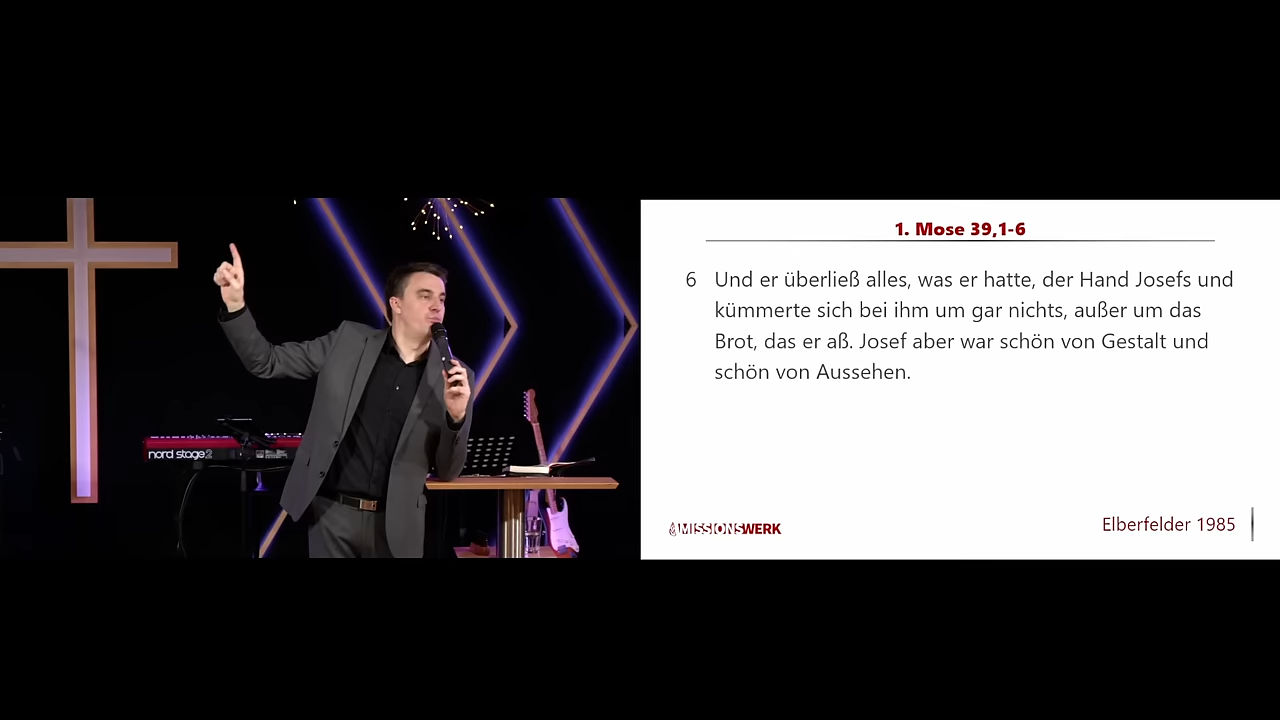 nord stage 2
1. Mose 39,1-6
6 Und er überließ alles, was er hatte, der Hand Josefs und
kümmerte sich bei ihm um gar nichts, außer um das
Brot, das er aß. Josef aber war schön von Gestalt und
schön von Aussehen.
MISSIONSWERK
Elberfelder 1985